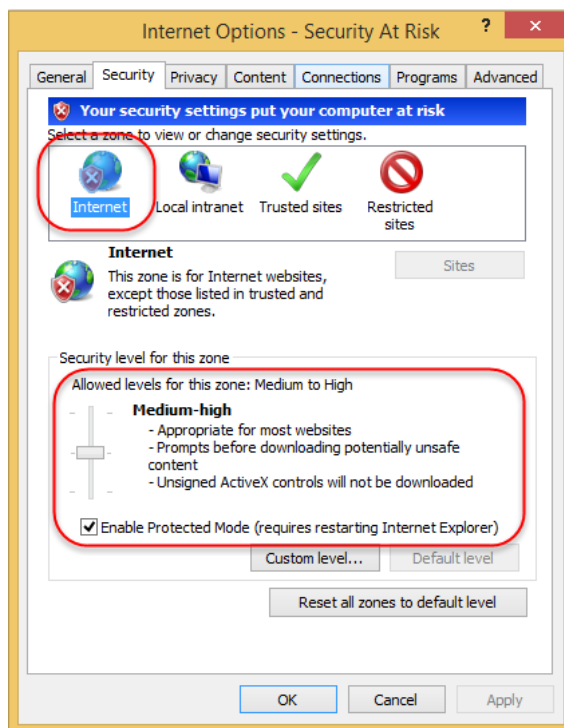 Internet Options - Security At Risk
?
×
General Security Privacy Content Connections Programs Advanced
Your security settings put your computer at risk
Select a zone to view or change security settings.
Internet Local intranet Trusted sites Restricted
sites
Internet
This zone is for Internet websites,
except those listed in trusted and
restricted zones.
Sites
Security level for this zone
Allowed levels for this zone: Medium to High
Medium-high
- Appropriate for most websites
- Prompts before downloading potentially unsafe
content
- Unsigned ActiveX controls will not be downloaded
Enable Protected Mode (requires restarting Internet Explorer)
Custom level... Default level
Reset all zones to default level
OK Cancel Apply